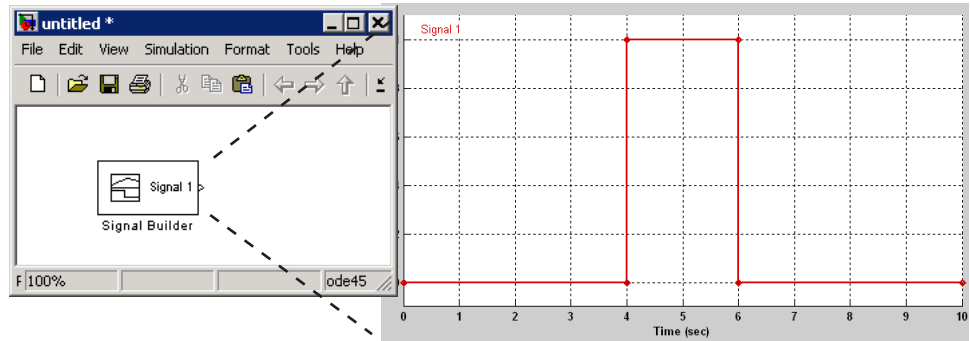 untitled *
File Edit View Simulation Format Tools Help
Signal 1
Signal Builder
100%
ode45
Signal 1
0 1 2 3 4 5 6 7 8 9 10
Time (sec)